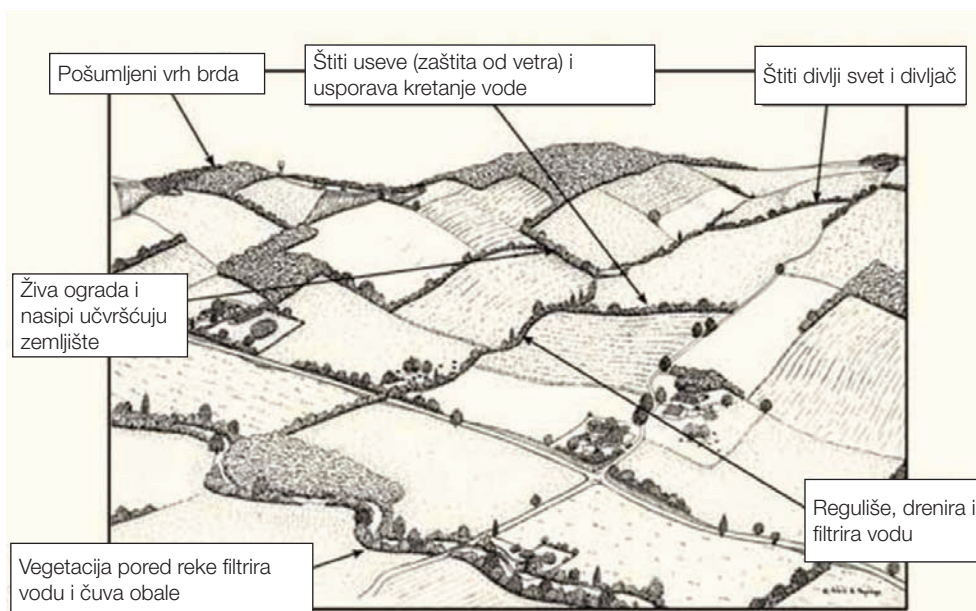 Pošumljeni vrh brda
Štiti useve (zaštita od vetra) i
usporava kretanje vode
Štiti divlji svet i divljač
Živa ograda i
nasipi učvršćuju
zemljište
Reguliše, drenira i
filtrira vodu
Vegetacija pored reke filtrira
vodu i čuva obale